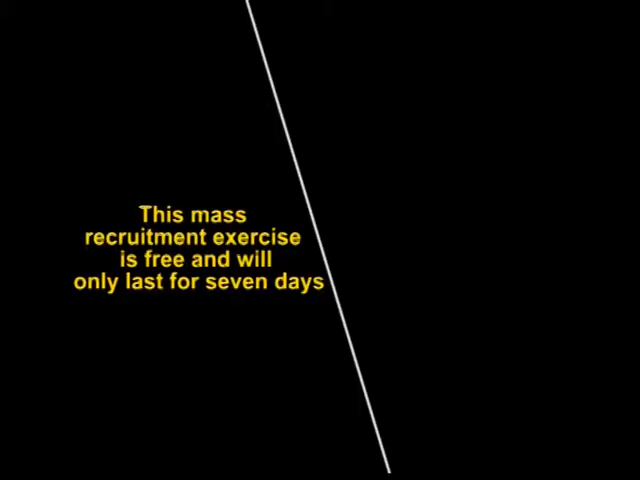 This mass
recruitment exercise
is free and will
only last for seven days